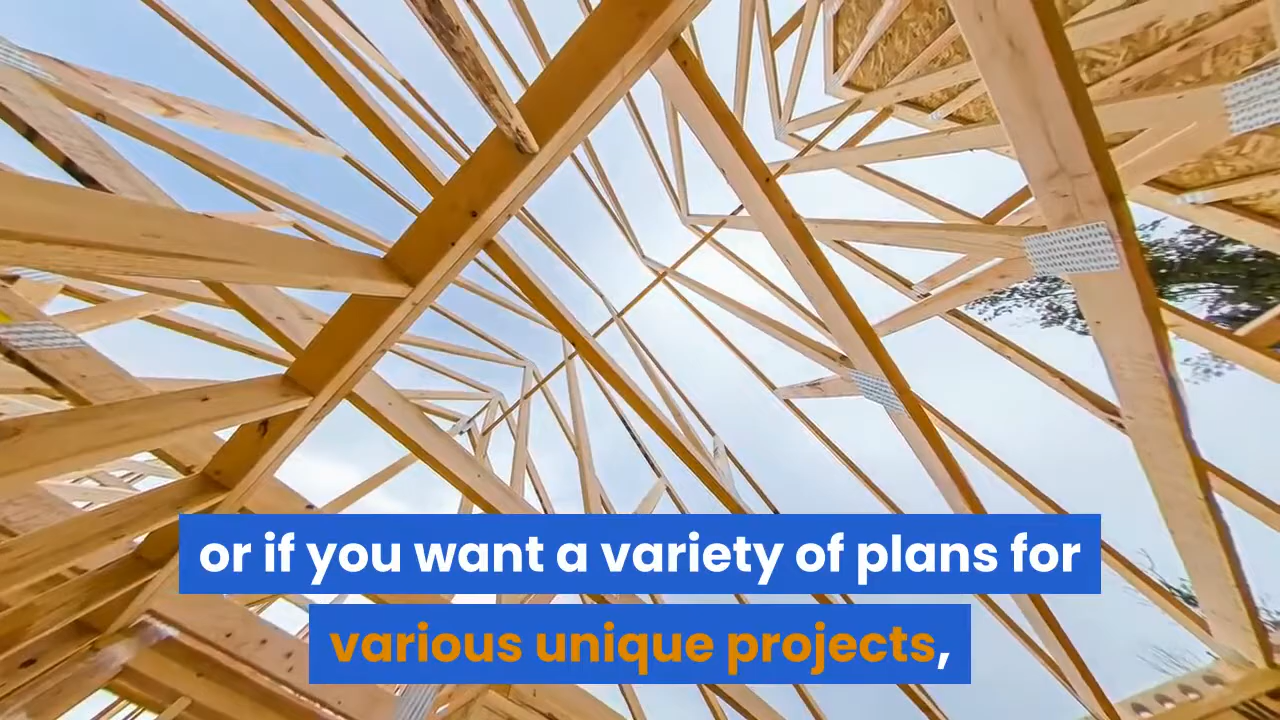 or if you want a variety of plans for
various unique projects,